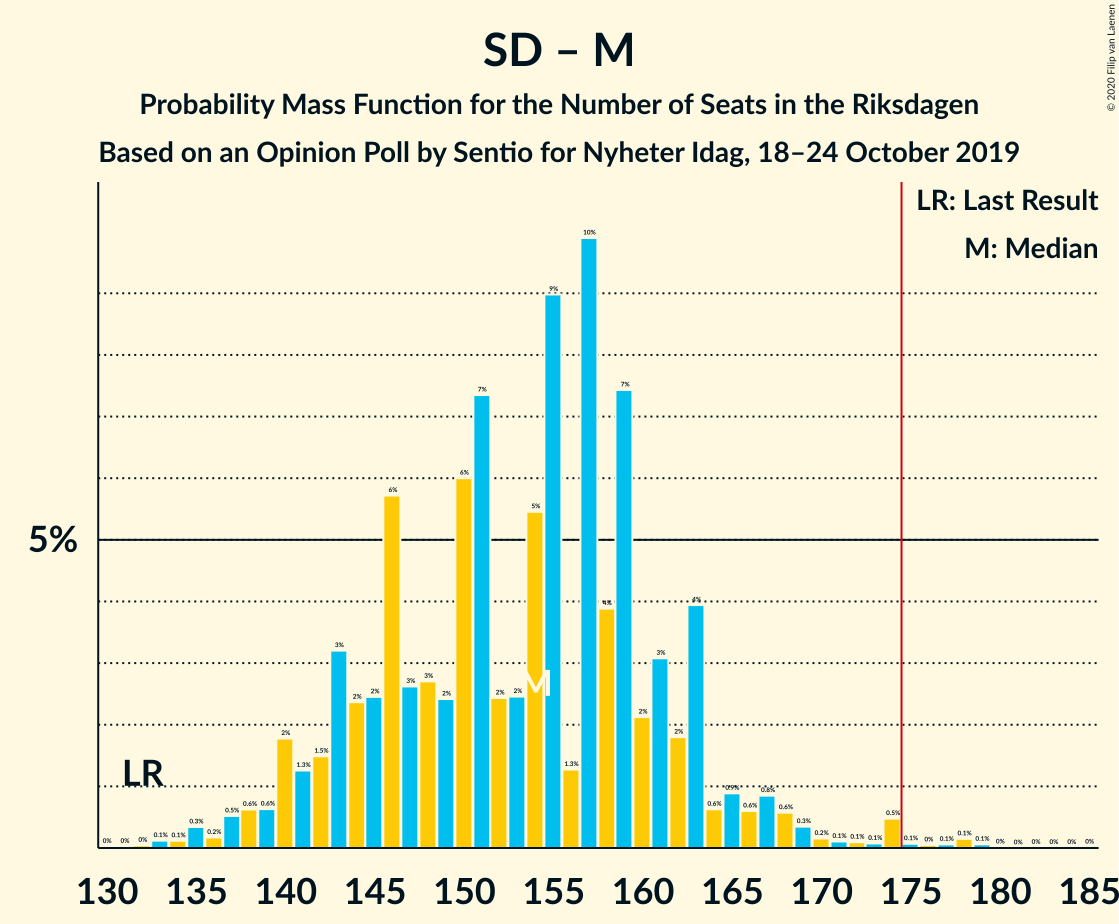 SD – M
Probability Mass Function for the Number of Seats in the Riksdagen
Based on an Opinion Poll by Sentio for Nyheter Idag, 18–24 October 2019
© 2020 Filip van Laenen
LR: Last Result
M: Median
5%
LR
M
0% 0% 0% 0.1% 0.1% 0.3% 0.2% 0.5% 0.6% 0.6% 2% 1.3% 1.5% 3% 2% 2% 6% 3% 3% 2% 6% 7% 2% 2% 5% 9% 1.3% 10% 4% 7% 2% 3% 2% 4% 0.6% 0.9% 0.6% 0.8% 0.6% 0.3% 0.2% 0.1% 0.1% 0.1% 0.5% 0.1% 0% 0.1% 0.1% 0.1% 0% 0% 0% 0% 0% 0%
130 135 140 145 150 155 160 165 170 175 180 185